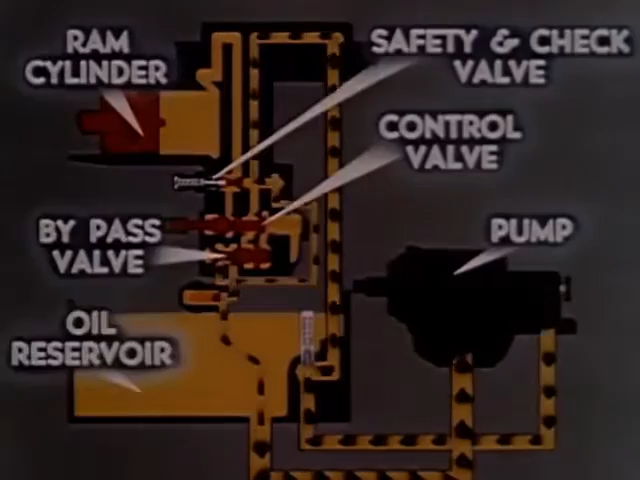 RAM
CYLINDER
SAFETY & CHECK
VALVE
CONTROL
VALVE
BY PASS
VALVE
PUMP
OIL
RESERVOIR